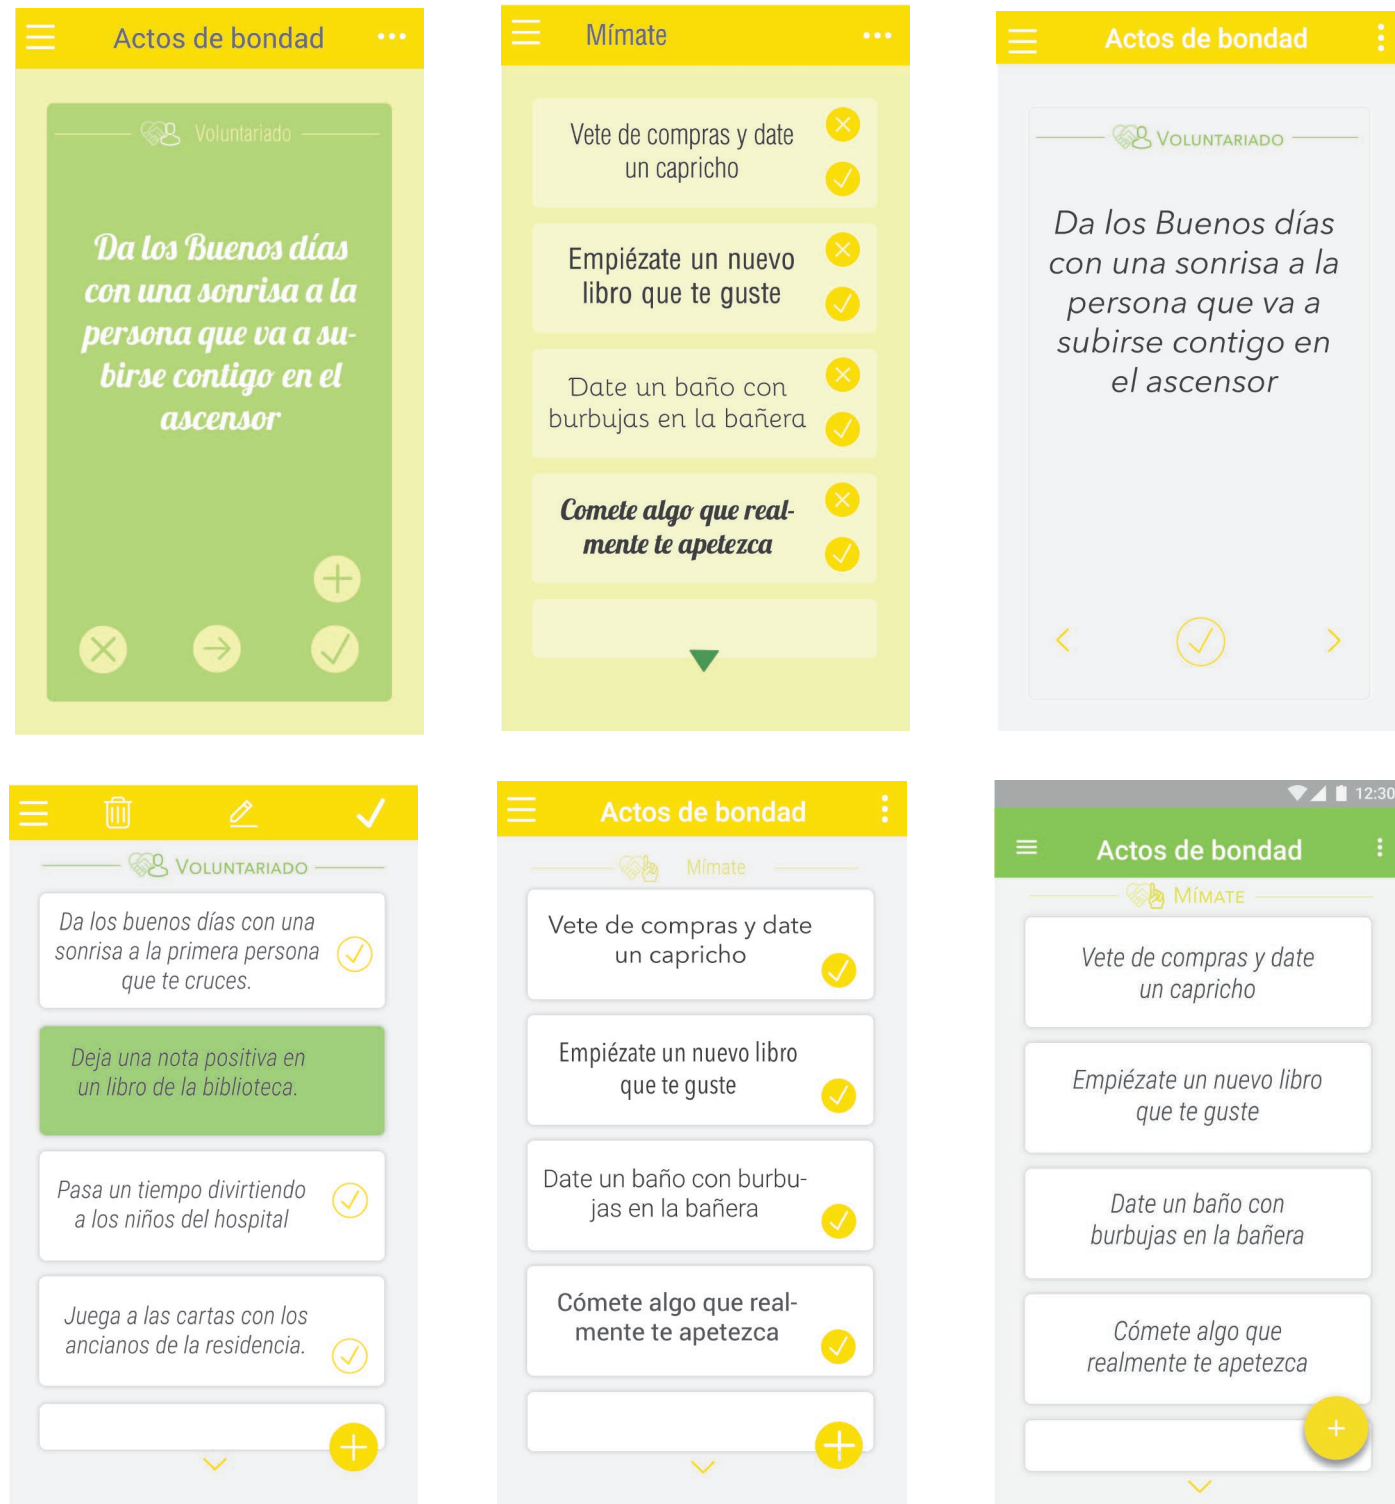 Actos de bondad
Voluntariado
Da los Buenos días
con una sonrisa a la
persona que va a su-
birse contigo en el
ascensor
Mímate
Vete de compras y date
un capricho
Empiézate un nuevo
libro que te guste
Date un baño con
burbujas en la bañera
Comete algo que real-
mente te apetezca
Actos de bondad
VOLUNTARIADO
Da los Buenos días
con una sonrisa a la
persona que va a
subirse contigo en
el ascensor
VOLUNTARIADO
Da los buenos días con una
sonrisa a la primera persona
que te cruces.
Deja una nota positiva en
un libro de la biblioteca.
Pasa un tiempo divirtiendo
a los niños del hospital
Juega a las cartas con los
ancianos de la residencia.
Actos de bondad
Mímate
Vete de compras y date
un capricho
Empiézate un nuevo libro
que te guste
Date un baño con burbu-
jas en la bañera
Cómete algo que real-
mente te apetezca
12:30
Actos de bondad
MÍMATE
Vete de compras y date
un capricho
Empiézate un nuevo libro
que te guste
Date un baño con
burbujas en la bañera
Cómete algo que
realmente te apetezca